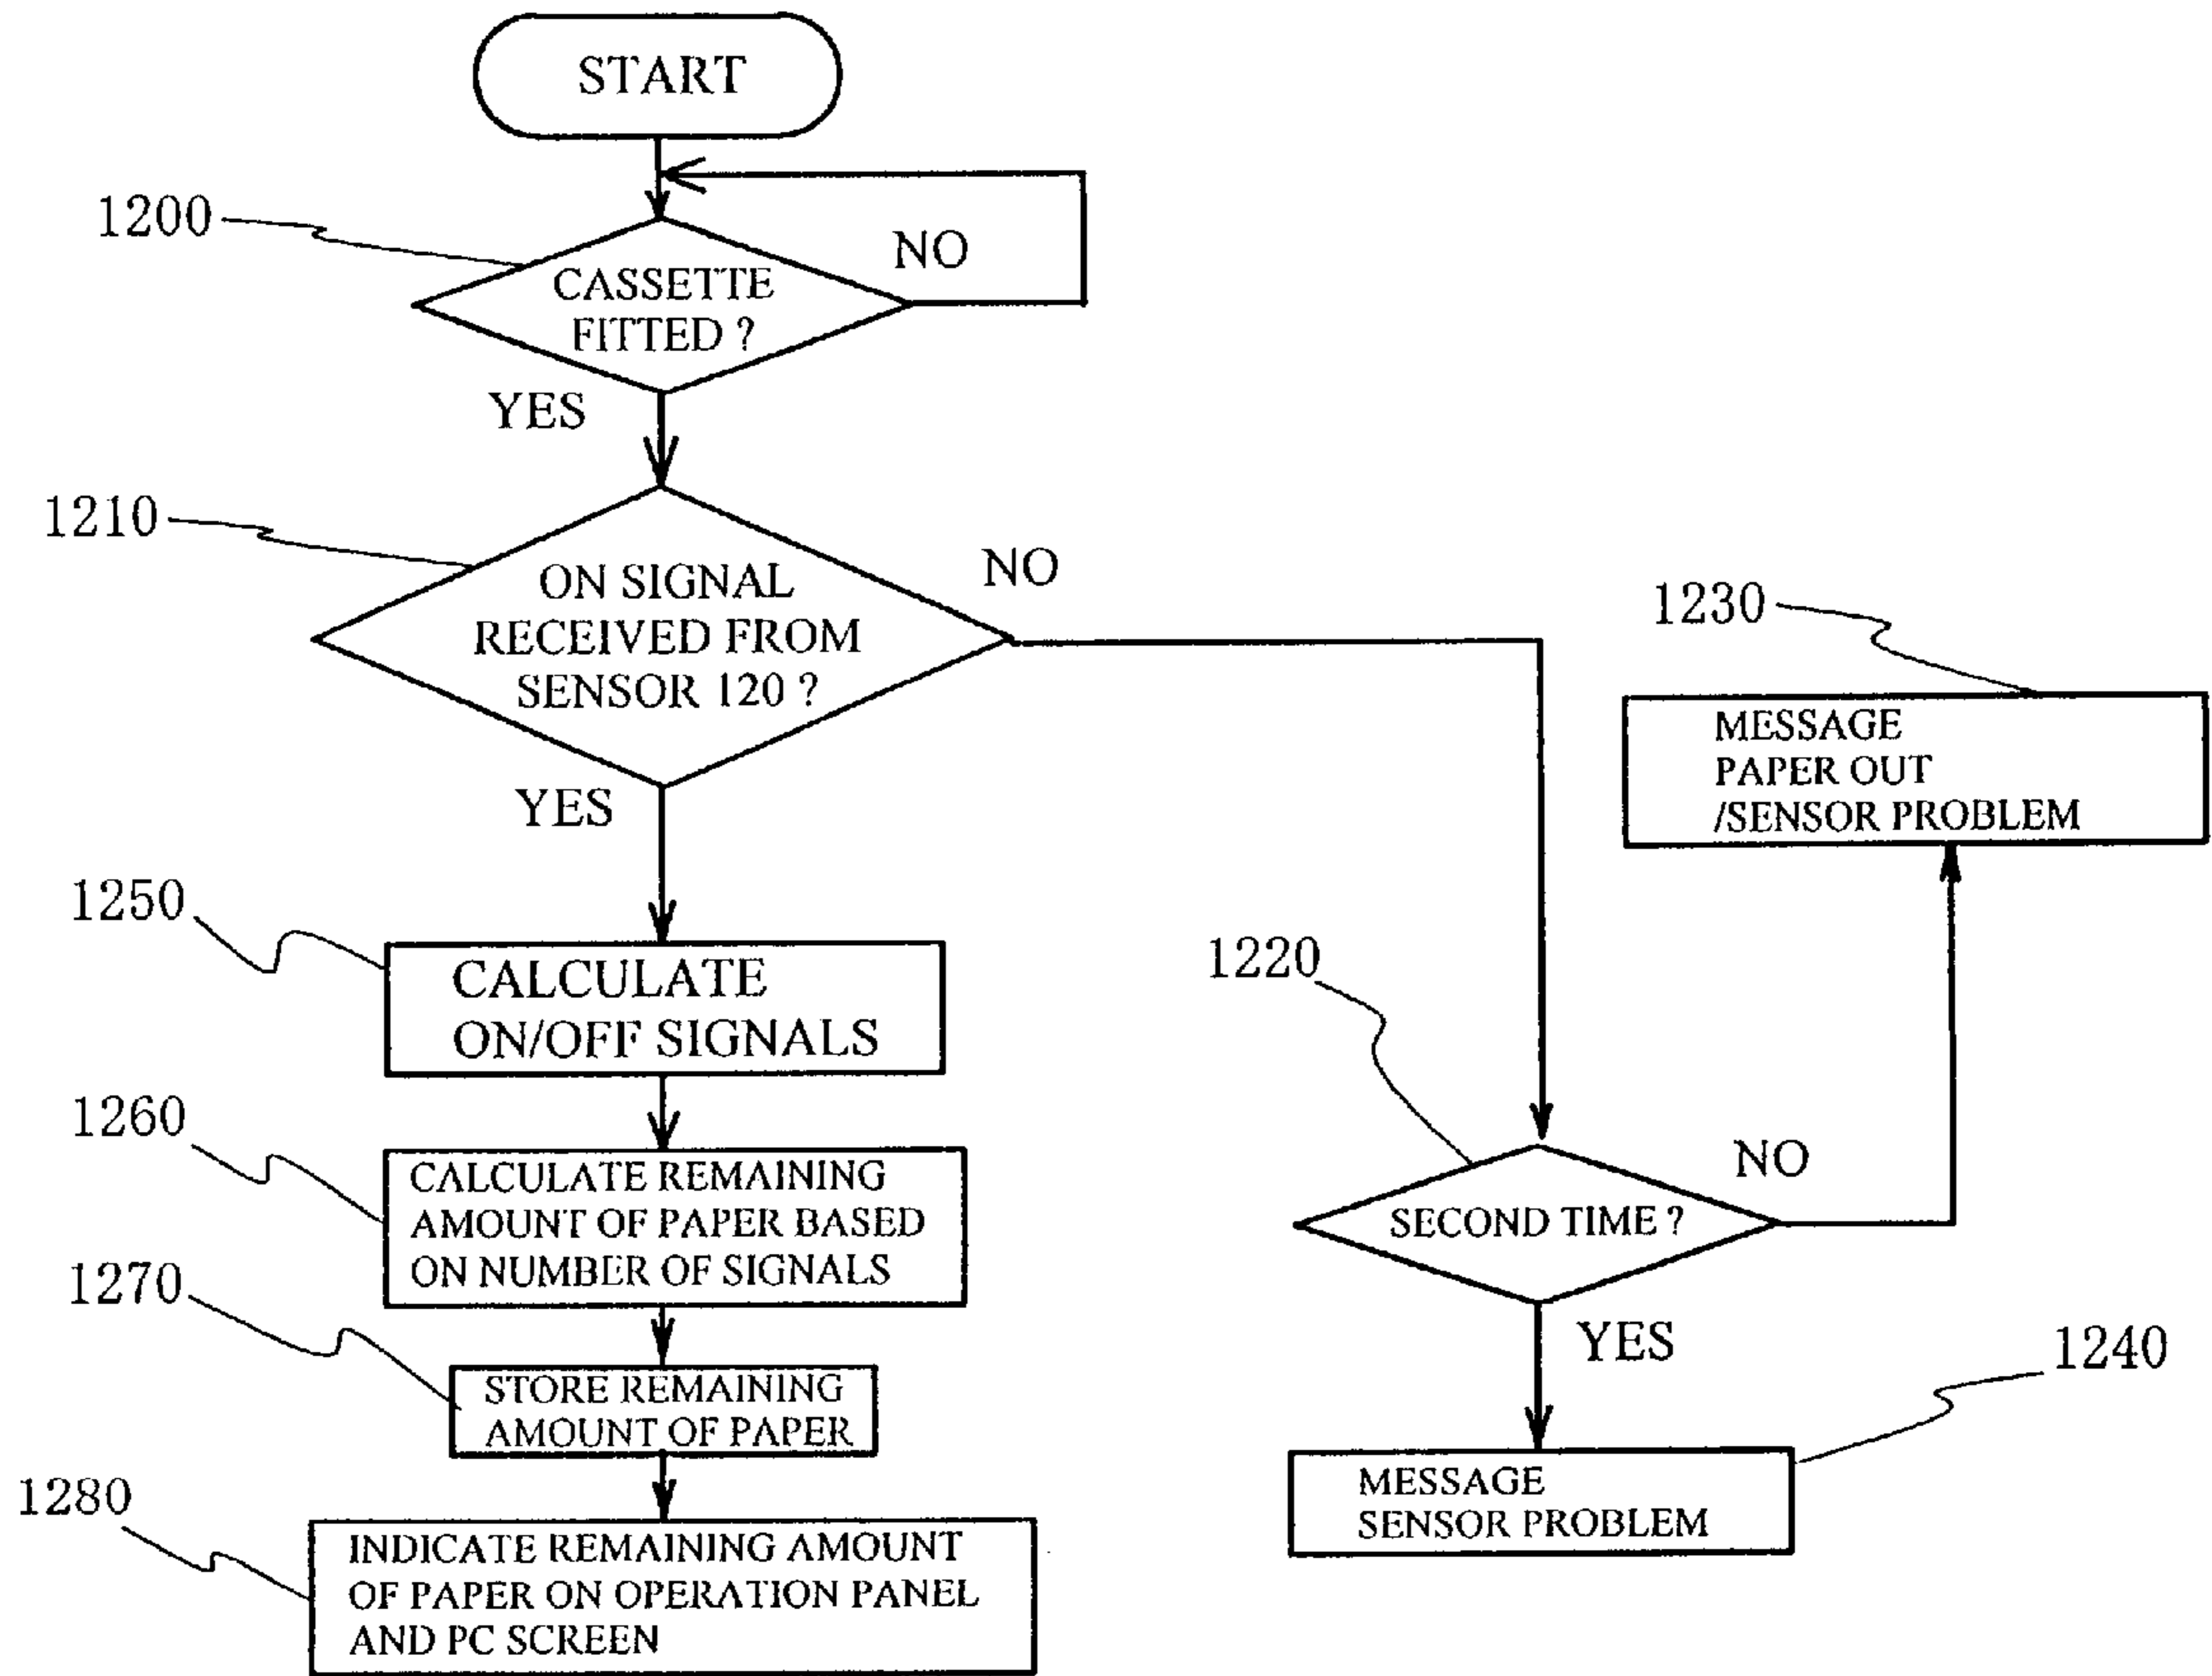 START
1200
NO
CASSETTE
FITTED ?
YES
1210
NO
ON SIGNAL
RECEIVED FROM
SENSOR 120 ?
YES
1230
MESSAGE
PAPER OUT
/SENSOR PROBLEM
1250
CALCULATE
ON/OFF SIGNALS
1220
NO
SECOND TIME ?
YES
1260
CALCULATE REMAINING
AMOUNT OF PAPER BASED
ON NUMBER OF SIGNALS
1270
STORE REMAINING
AMOUNT OF PAPER
1240
MESSAGE
SENSOR PROBLEM
1280
INDICATE REMAINING AMOUNT
OF PAPER ON OPERATION PANEL
AND PC SCREEN